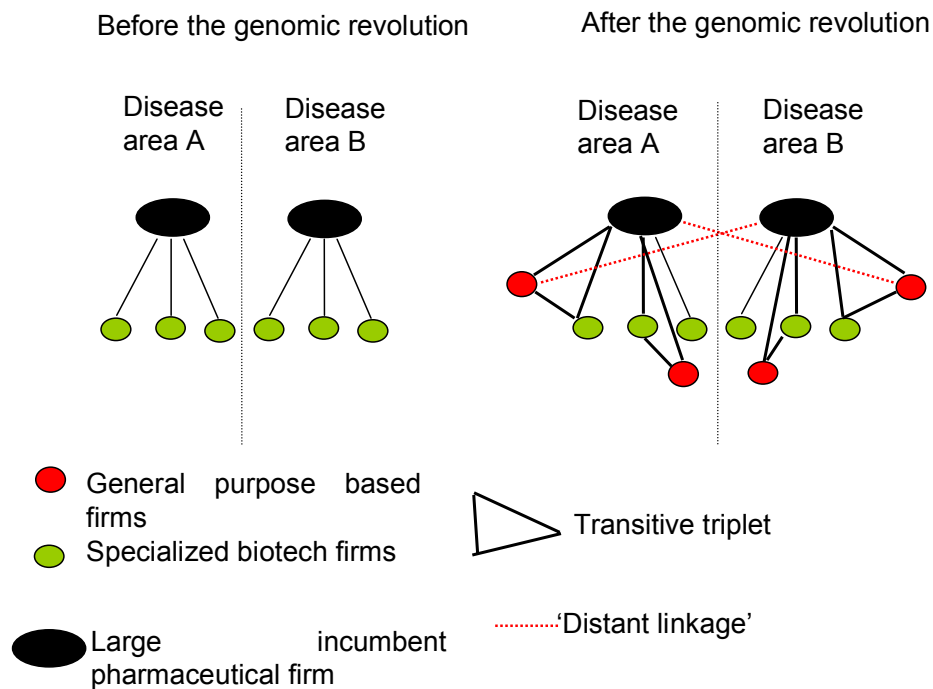 Before the genomic revolution
After the genomic revolution
Disease
area A
Disease
area B
Disease
area A
Disease
area B
General purpose based
firms
Specialized biotech firms
Large incumbent
pharmaceutical firm
Transitive triplet
‘Distant linkage’